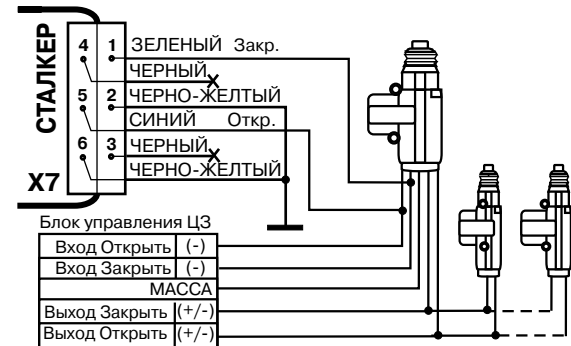 СТАЛКЕР
X7
4 1 ЗЕЛЕНЫЙ Закр.
ЧЕРНЫЙ
5 2 ЧЕРНО-ЖЕЛТЫЙ
СИНИЙ Откр.
6 3 ЧЕРНЫЙ
ЧЕРНО-ЖЕЛТЫЙ
Блок управления ЦЗ
Вход Открыть (-)
Вход Закрыть (-)
МАССА
Выход Закрыть (+/-)
Выход Открыть (+/-)